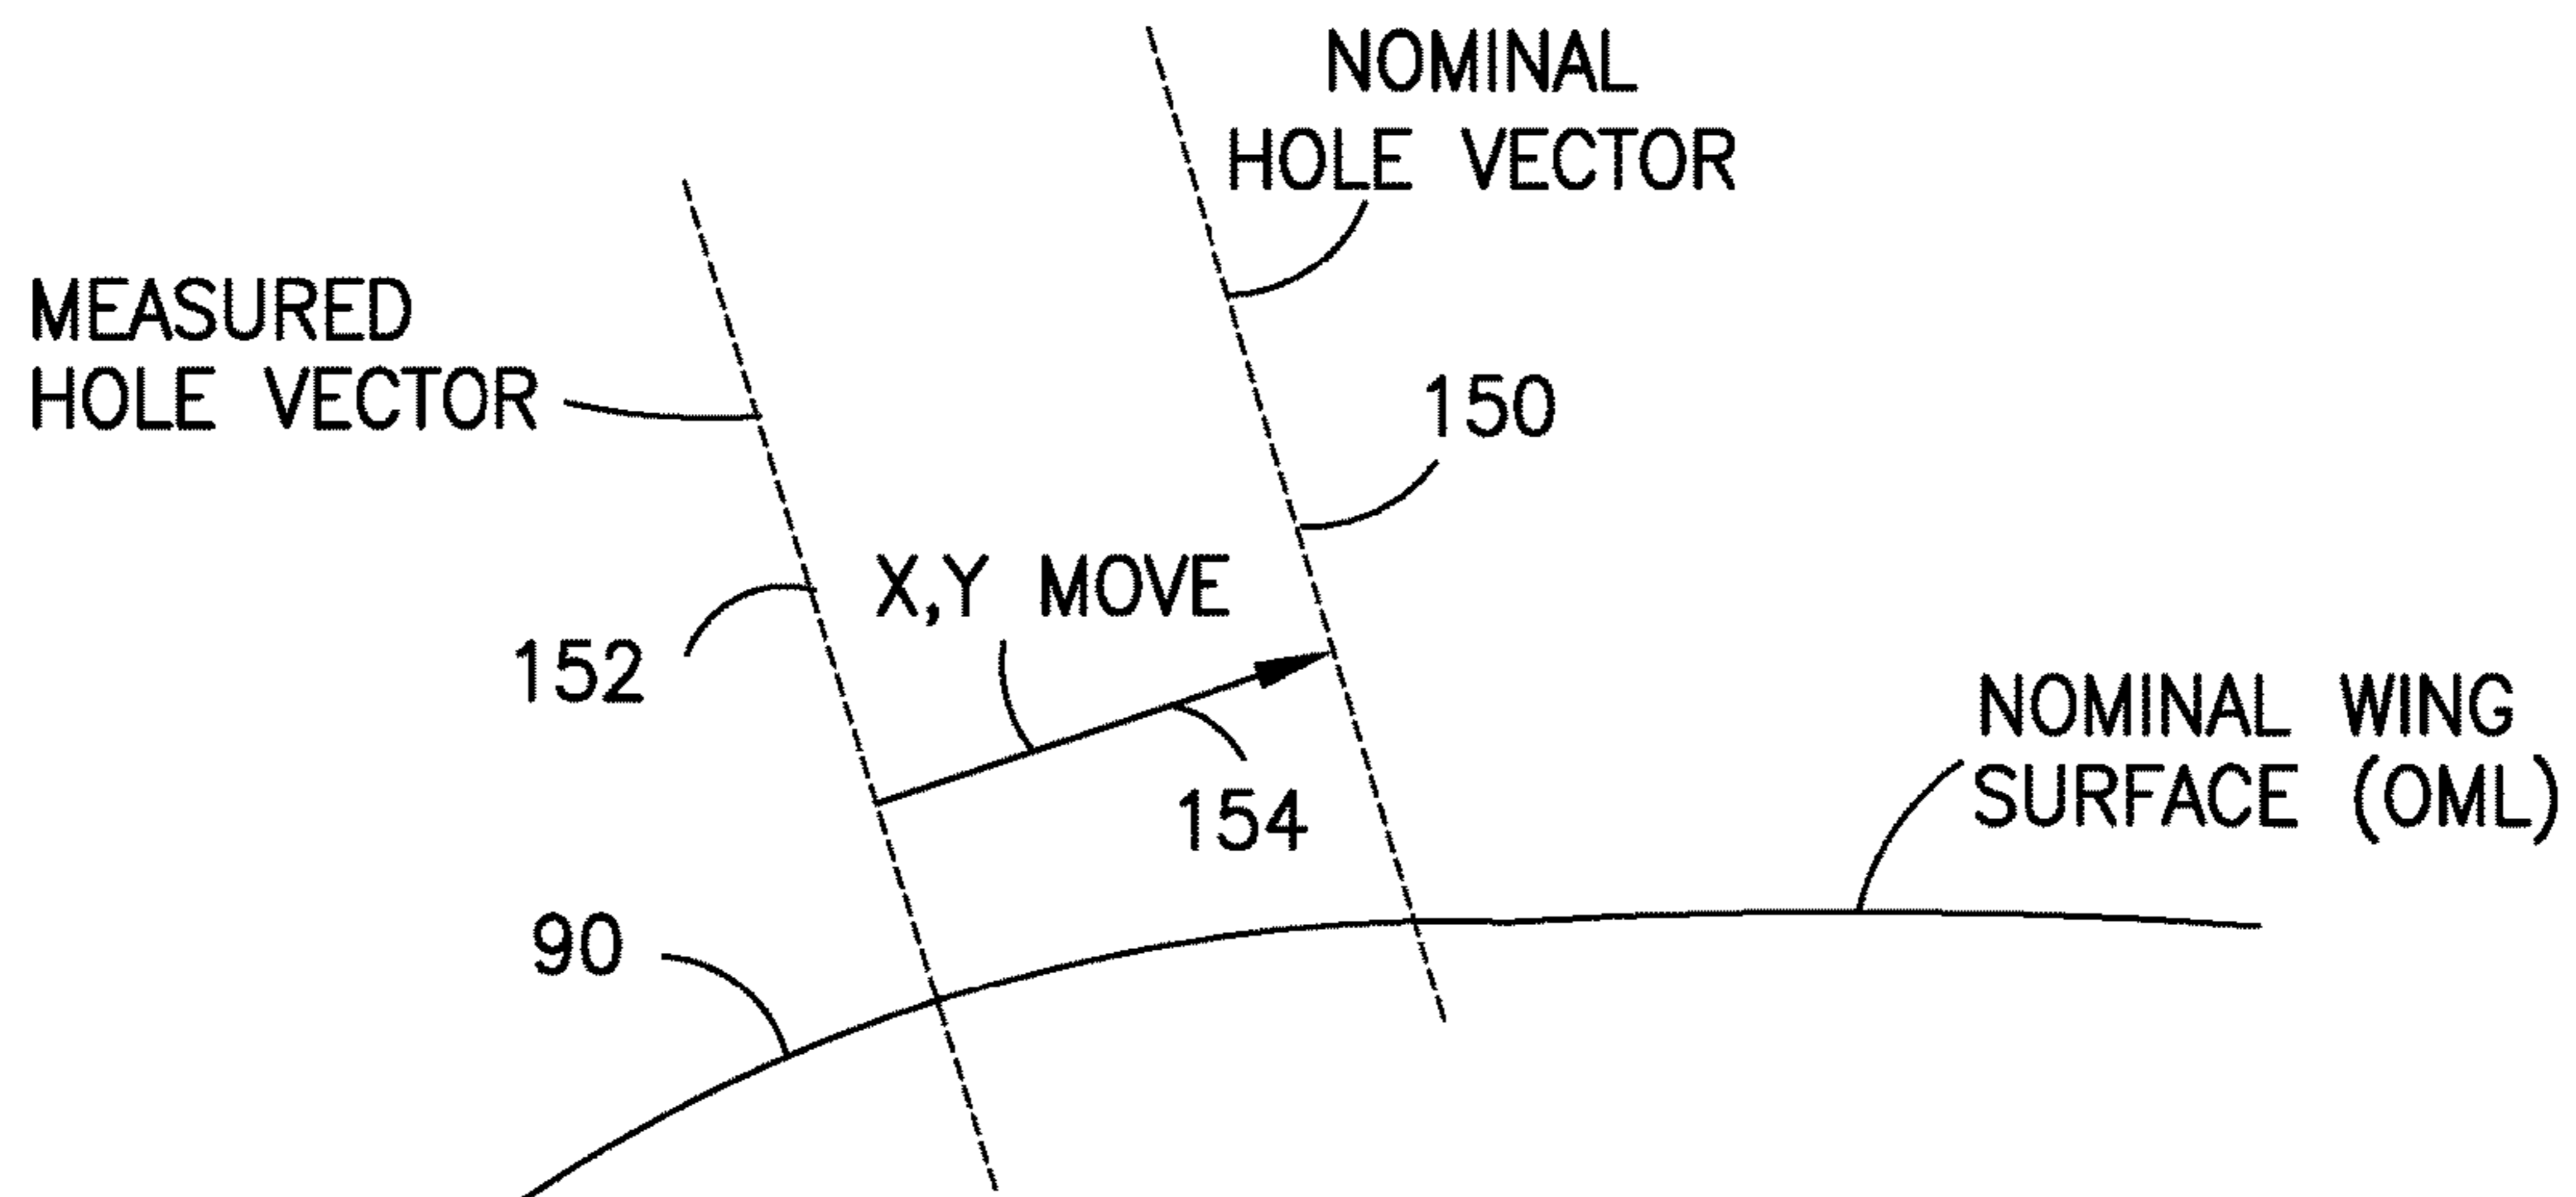 NOMINAL
HOLE VECTOR
MEASURED
HOLE VECTOR
150
X,Y MOVE
152
NOMINAL WING
SURFACE (OML)
154
90